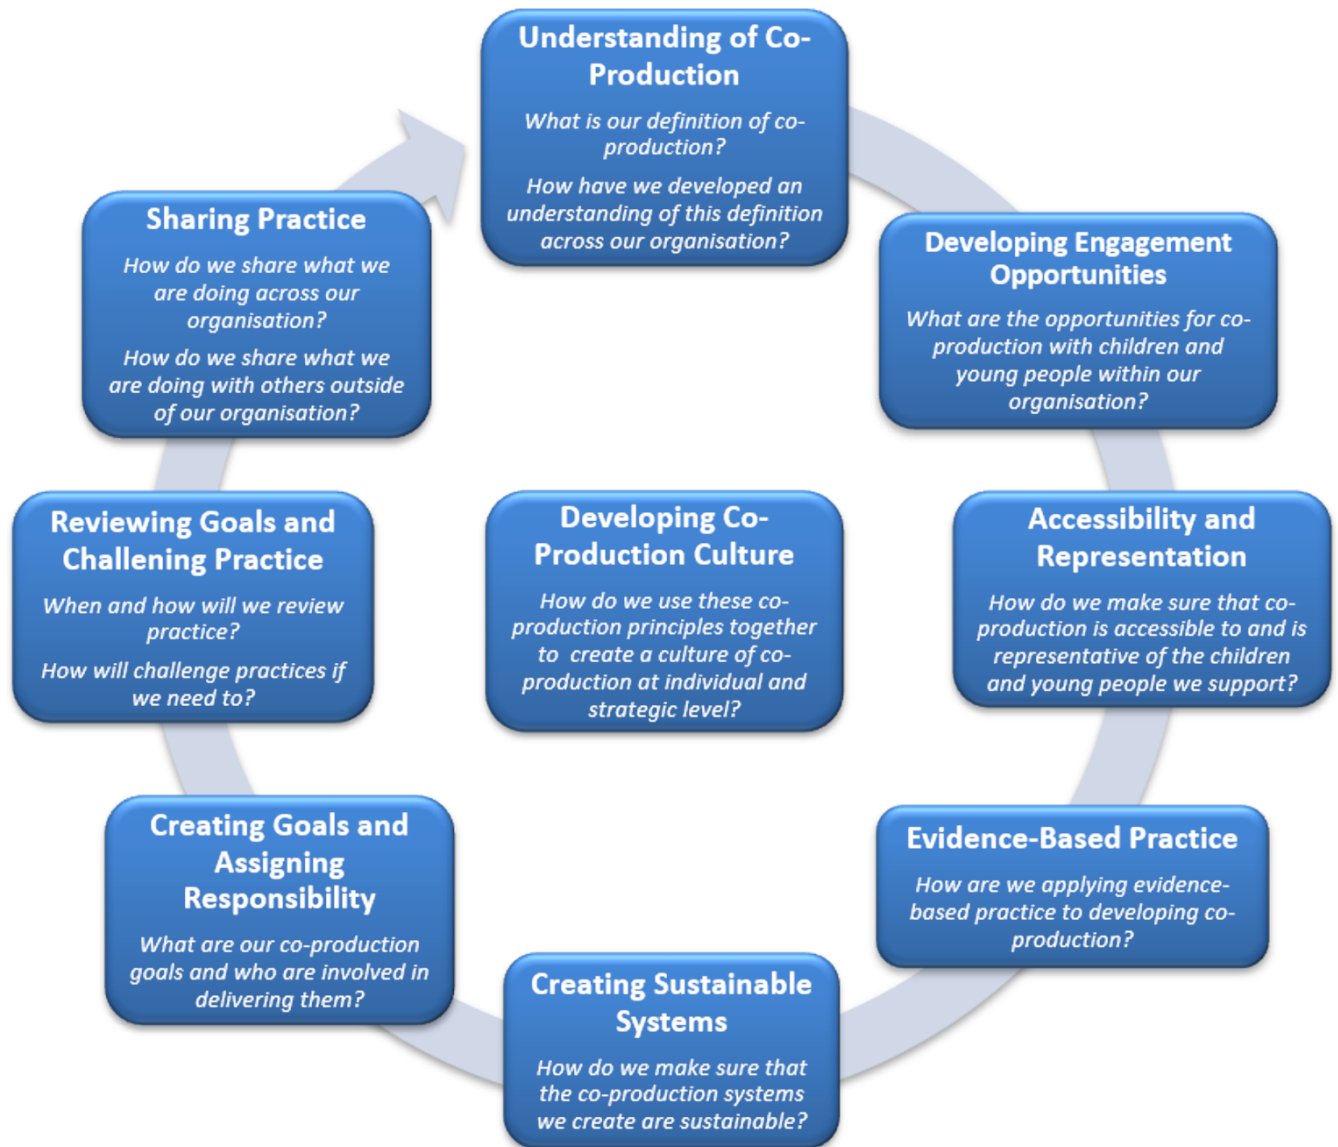 Understanding of Co-
Production
What is our definition of co-
production?
How have we developed an
understanding of this definition
across our organisation?
Developing Engagement
Opportunities
What are the opportunities for co-
production with children and
young people within our
organisation?
Accessibility and
Representation
How do we make sure that co-
production is accessible to and is
representative of the children
and young people we support?
Evidence-Based Practice
How are we applying evidence-
based practice to developing co-
production?
Creating Sustainable
Systems
How do we make sure that
the co-production systems
we create are sustainable?
Creating Goals and
Assigning
Responsibility
What are our co-production
goals and who are involved in
delivering them?
Reviewing Goals and
Challening Practice
When and how will we review
practice?
How will challenge practices if
we need to?
Sharing Practice
How do we share what we
are doing across our
organisation?
How do we share what we
are doing with others outside
of our organisation?
Developing Co-
Production Culture
How do we use these co-
production principles together
to create a culture of co-
production at individual and
strategic level?